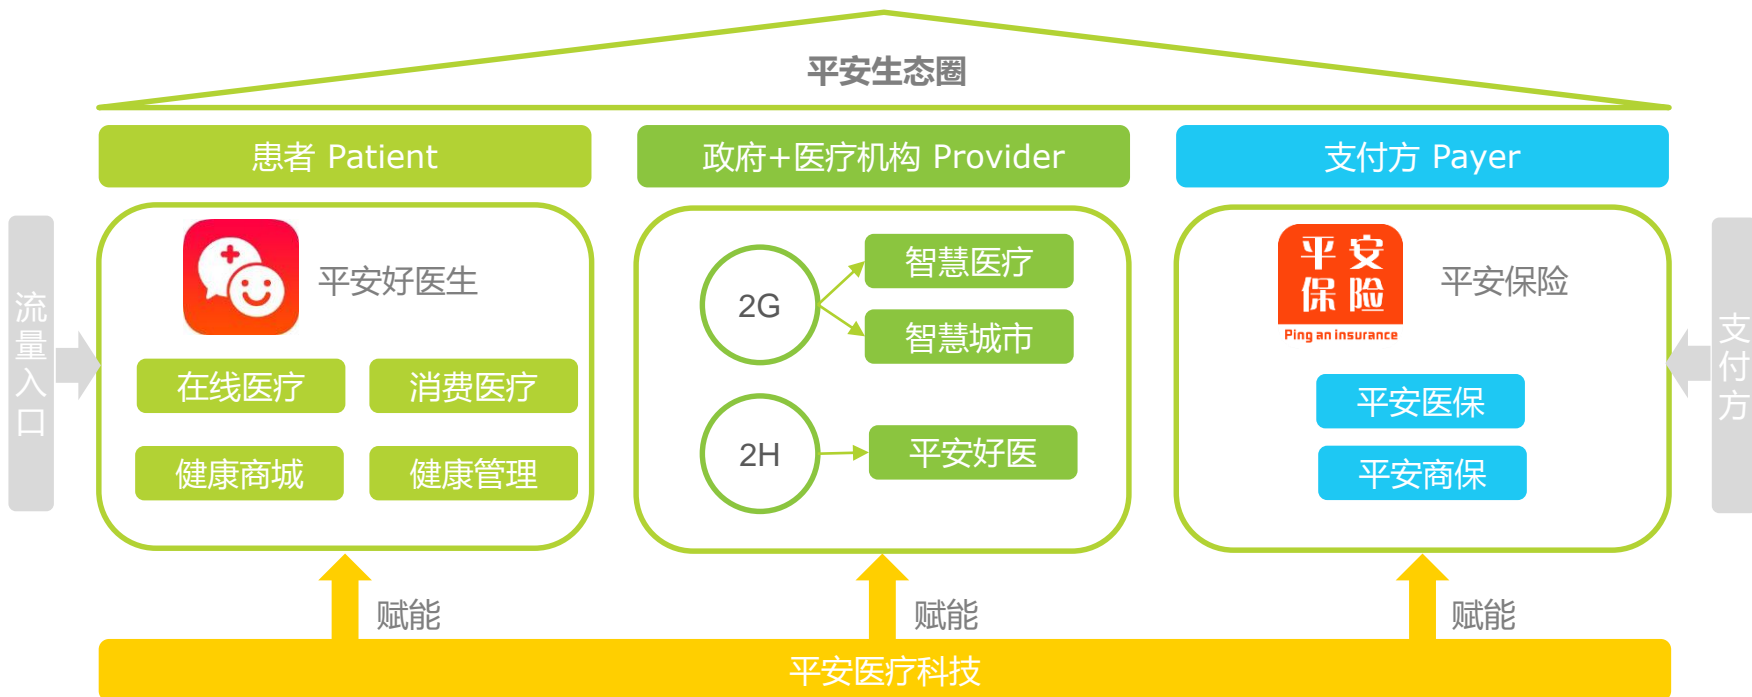 平安生态圈
患者 Patient
政府+医疗机构 Provider
支付方 Payer
流量入口
平安好医生
在线医疗
消费医疗
健康商城
健康管理
2G
智慧医疗
智慧城市
2H
平安好医
平安保险
Ping an insurance
平安保险
平安医保
平安商保
支付方
赋能
赋能
赋能
平安医疗科技